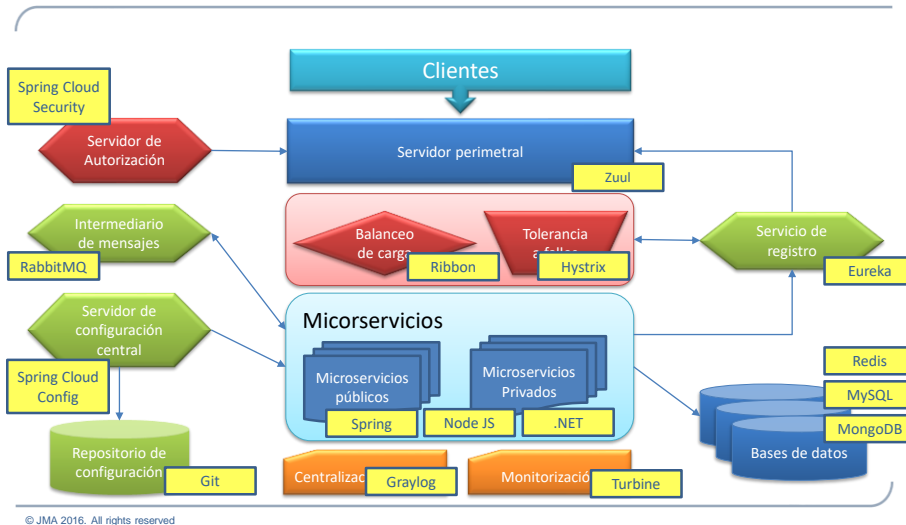 Clientes
Spring Cloud
Security
Servidor de
Autorización
Servidor perimetral
Zuul
Intermediario
de mensajes
RabbitMQ
Balanceo
de carga
Ribbon
Tolerancia
a fallos
Hystrix
Servicio de
registro
Eureka
Servidor de
configuración
central
Spring Cloud
Config
Micorservicios
Microservicios
públicos
Spring
Microservicios
Privados
Node JS
.NET
Redis
MySQL
MongoDB
Bases de datos
Repositorio de
configuración
Git
Graylog
Monitorizació
Turbine
© JMA 2016. All rights reserved